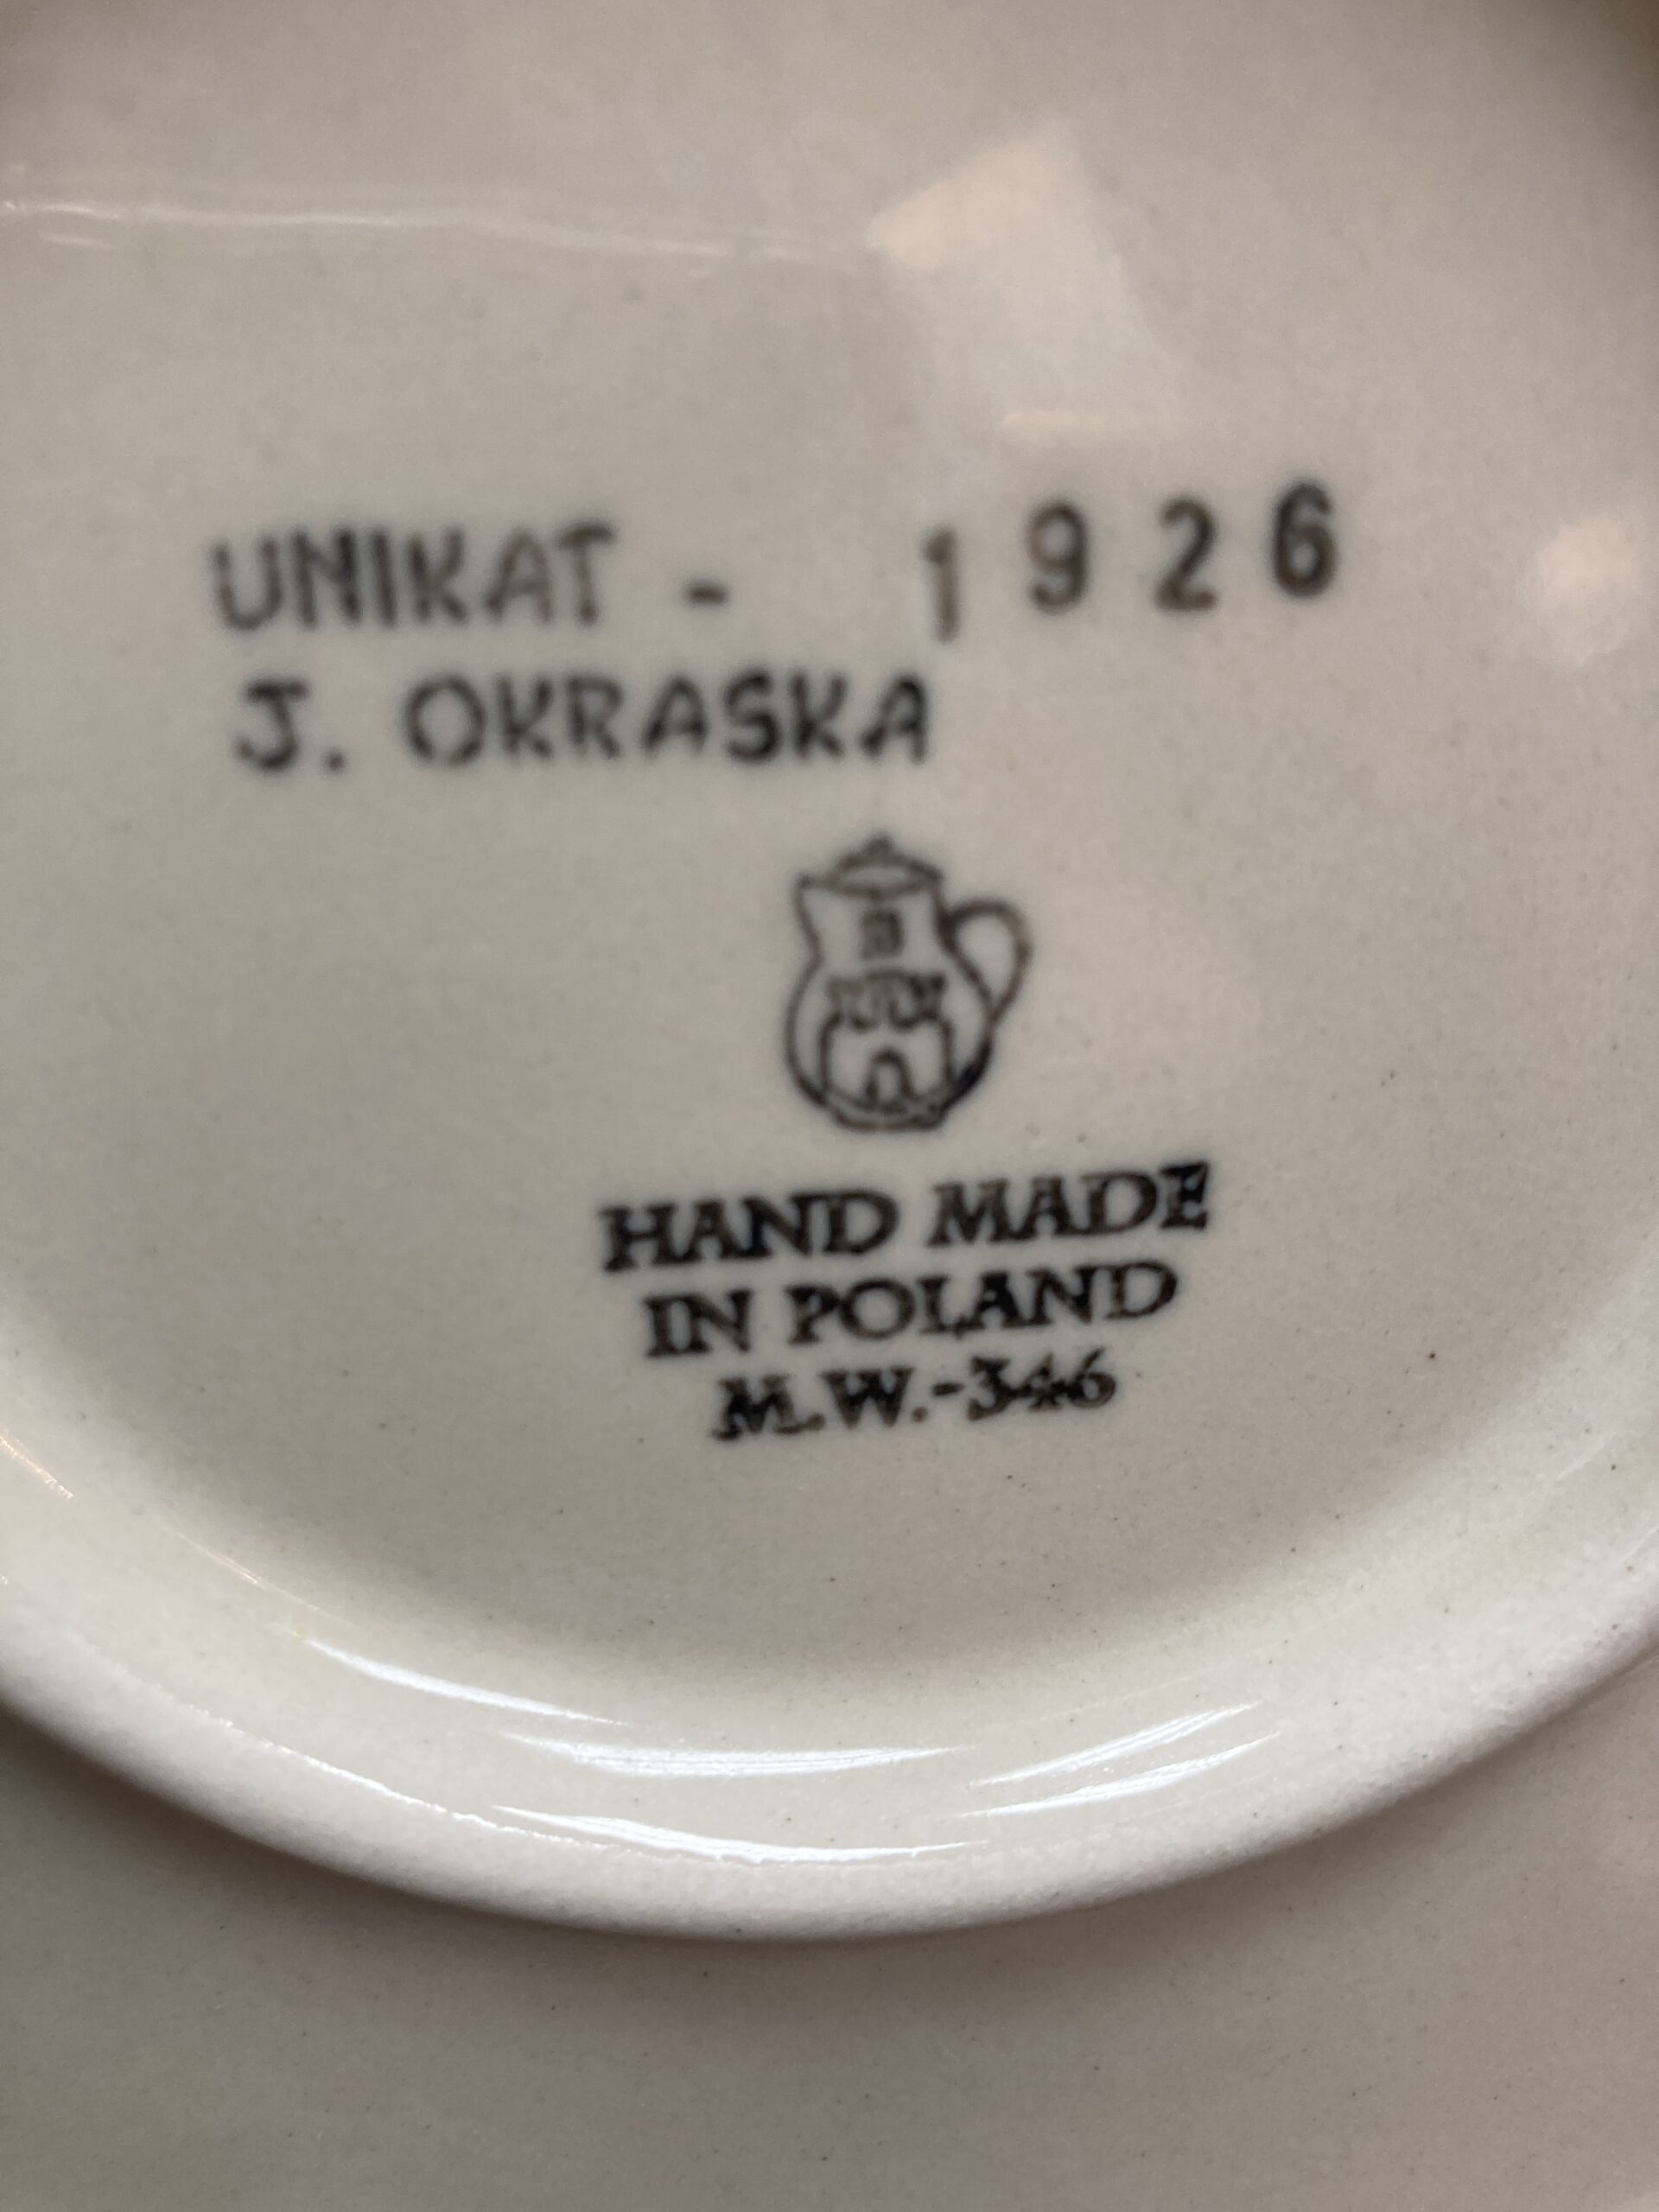 UNIKAT - 1926
J. OKRASKA
B
HAND MADE
IN POLAND
M.W.-346